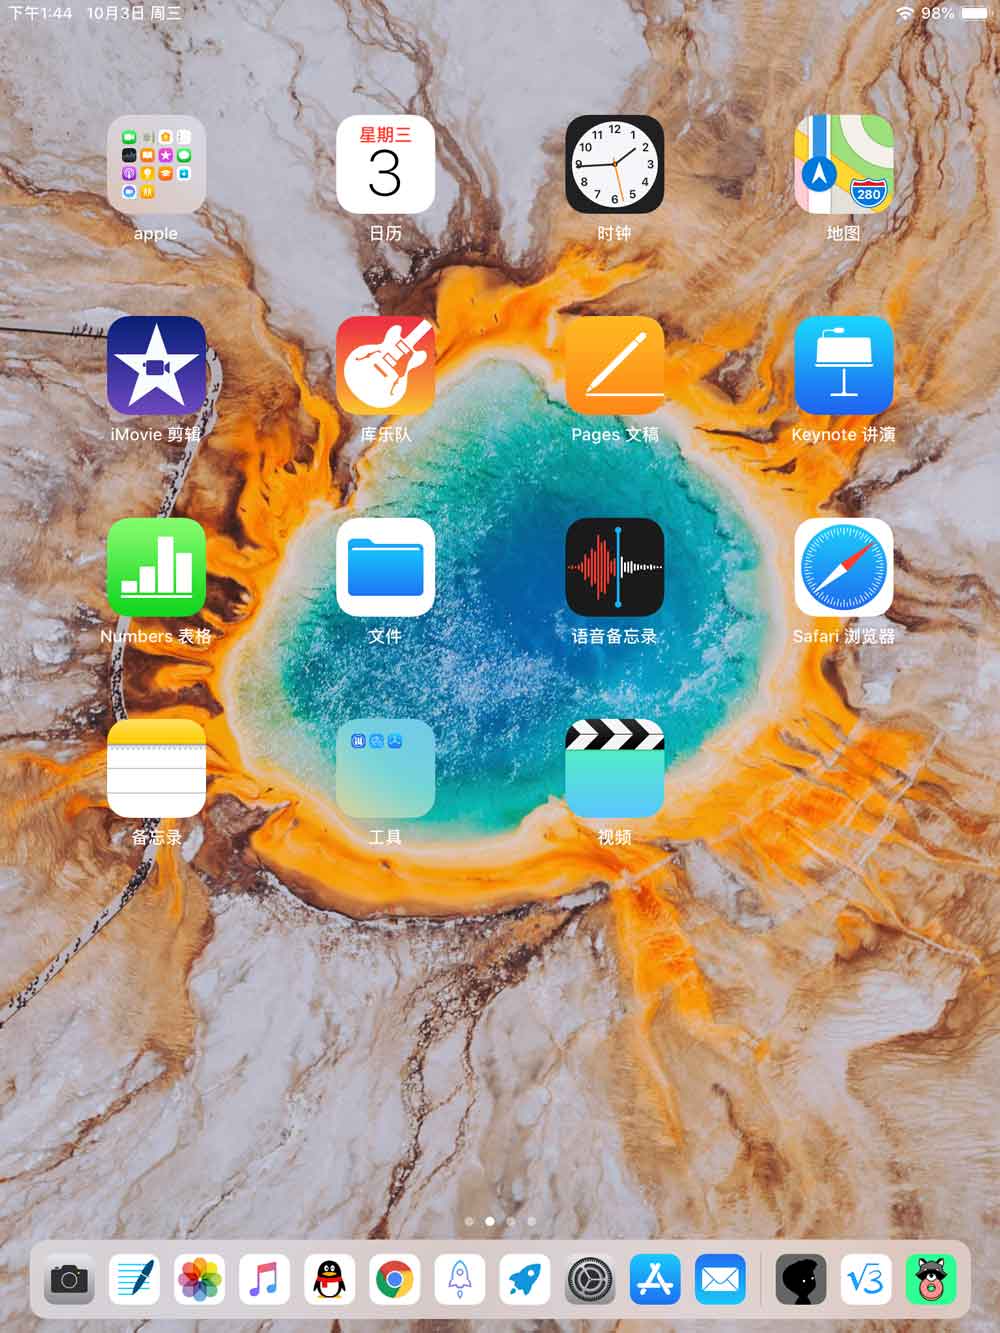 下午1:44 10月3日 周三 98%
星期三
3
12
11 1
10 2
9 3
8 4
7 5
6
280
apple 日历 时钟 地图
iMovie 剪辑 库乐队 Pages 文稿 Keynote 讲演
Numbers 表格 文件 语音备忘录 Safari 浏览器
备忘录 工具 视频
√3